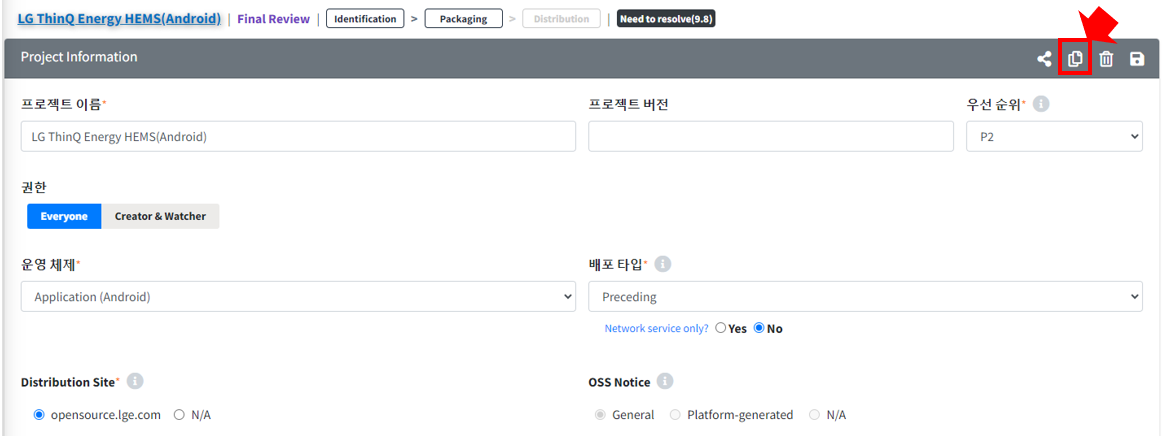 LG ThinQ Energy HEMS(Android) | Final Review | Identification > Packaging > Distribution | Need to resolve(9.8)
Project Information
프로젝트 이름* 프로젝트 버전 우선 순위* i
LG ThinQ Energy HEMS(Android) P2
권한
Everyone Creator & Watcher
운영 체제* 배포 타입* i
Application (Android) Preceding
Network service only? Yes No
Distribution Site* i OSS Notice i
opensource.lge.com N/A General Platform-generated N/A